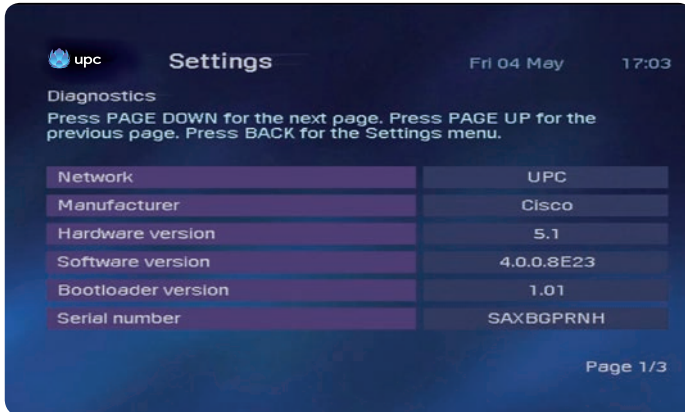 upc Settings Fri 04 May 17:03
Diagnostics
Press PAGE DOWN for the next page. Press PAGE UP for the
previous page. Press BACK for the Settings menu.
Network UPC
Manufacturer Cisco
Hardware version 5.1
Software version 4.0.0.8E23
Bootloader version 1.01
Serial number SAXBGPRNH
Page 1/3